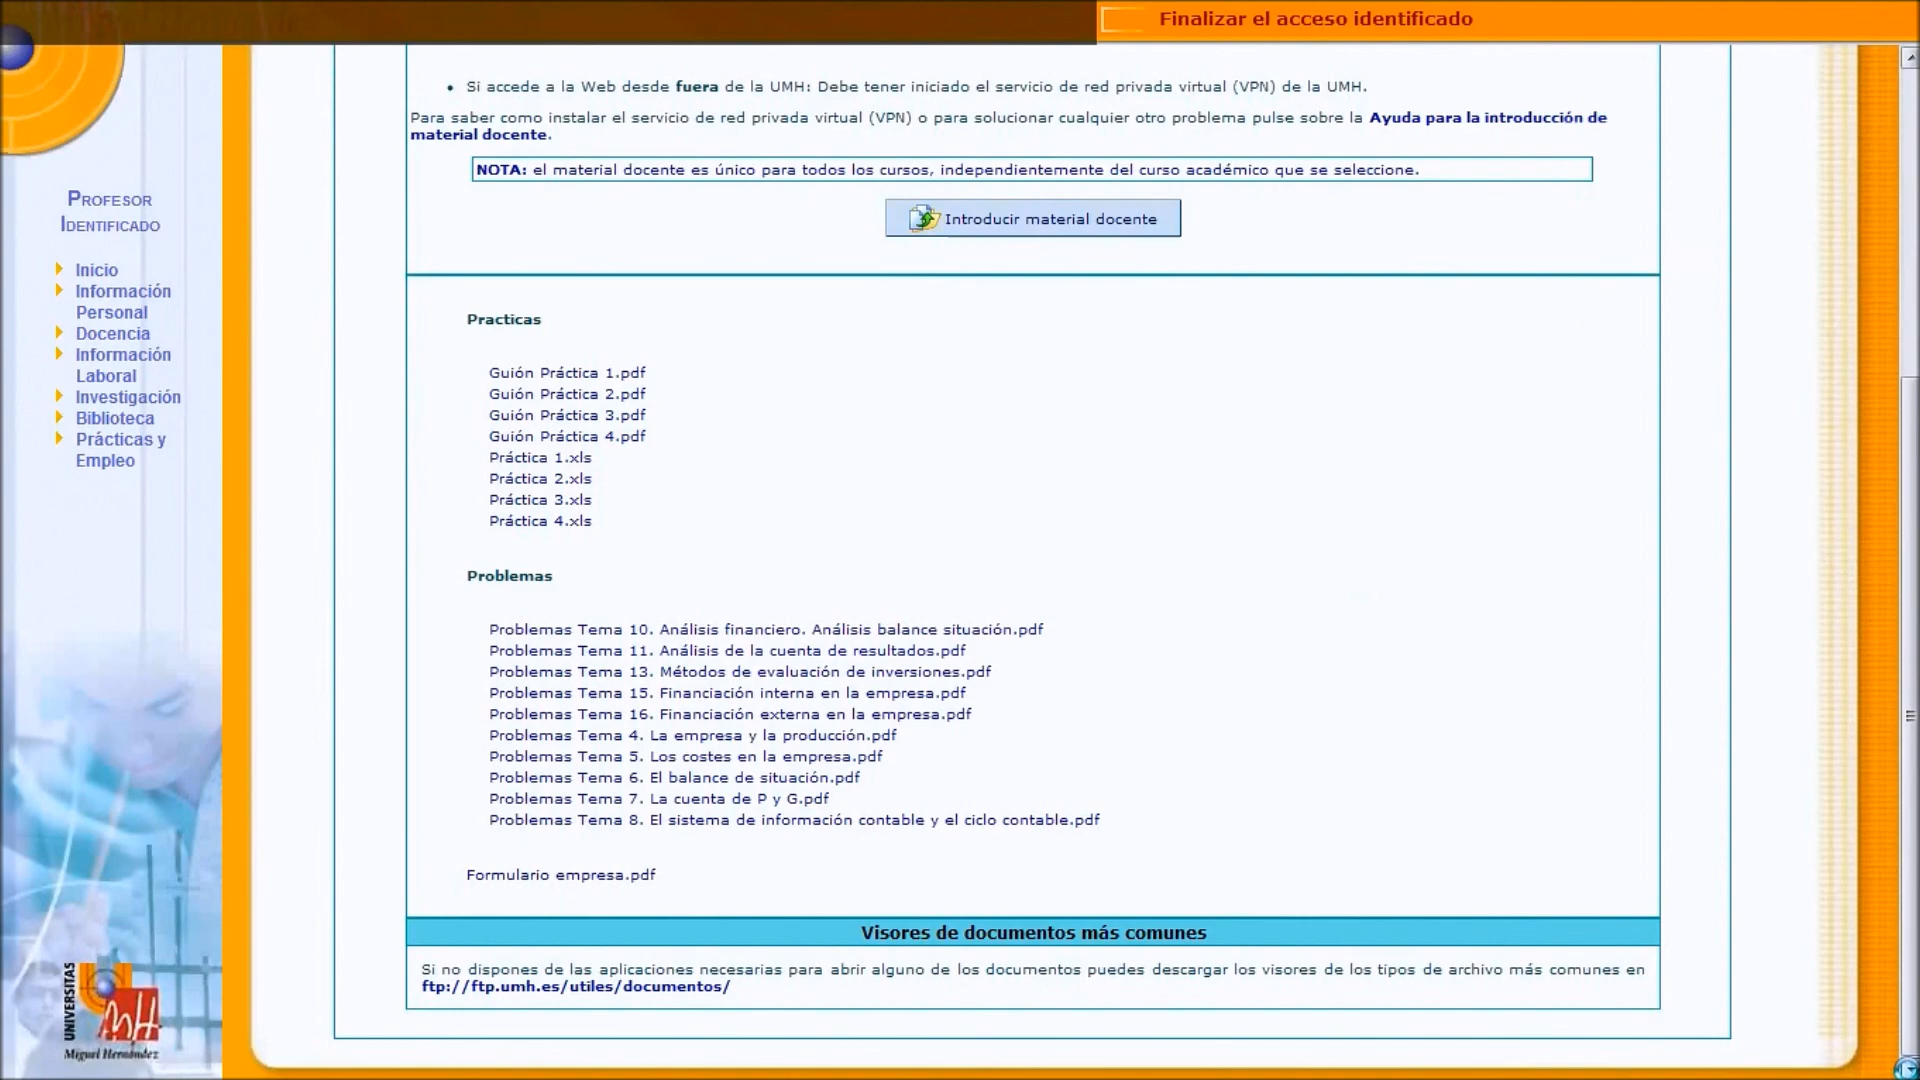 Finalizar el acceso identificado
• Si accede a la Web desde fuera de la UMH: Debe tener iniciado el servicio de red privada virtual (VPN) de la UMH.
Para saber como instalar el servicio de red privada virtual (VPN) o para solucionar cualquier otro problema pulse sobre la Ayuda para la introducción de
material docente.
NOTA: el material docente es único para todos los cursos, independientemente del curso académico que se seleccione.
Introducir material docente
PROFESOR
IDENTIFICADO
Inicio
Información
Personal
Docencia
Información
Laboral
Investigación
Biblioteca
Prácticas y
Empleo
Practicas
Guión Práctica 1.pdf
Guión Práctica 2.pdf
Guión Práctica 3.pdf
Guión Práctica 4.pdf
Práctica 1.xls
Práctica 2.xls
Práctica 3.xls
Práctica 4.xls
Problemas
Problemas Tema 10. Análisis financiero. Análisis balance situación.pdf
Problemas Tema 11. Análisis de la cuenta de resultados.pdf
Problemas Tema 13. Métodos de evaluación de inversiones.pdf
Problemas Tema 15. Financiación interna en la empresa.pdf
Problemas Tema 16. Financiación externa en la empresa.pdf
Problemas Tema 4. La empresa y la producción.pdf
Problemas Tema 5. Los costes en la empresa.pdf
Problemas Tema 6. El balance de situación.pdf
Problemas Tema 7. La cuenta de P y G.pdf
Problemas Tema 8. El sistema de información contable y el ciclo contable.pdf
Formulario empresa.pdf
Visores de documentos más comunes
Si no dispones de las aplicaciones necesarias para abrir alguno de los documentos puedes descargar los visores de los tipos de archivo más comunes en
ftp://ftp.umh.es/utiles/documentos/
UNIVERSITAS
Miguel Hernández